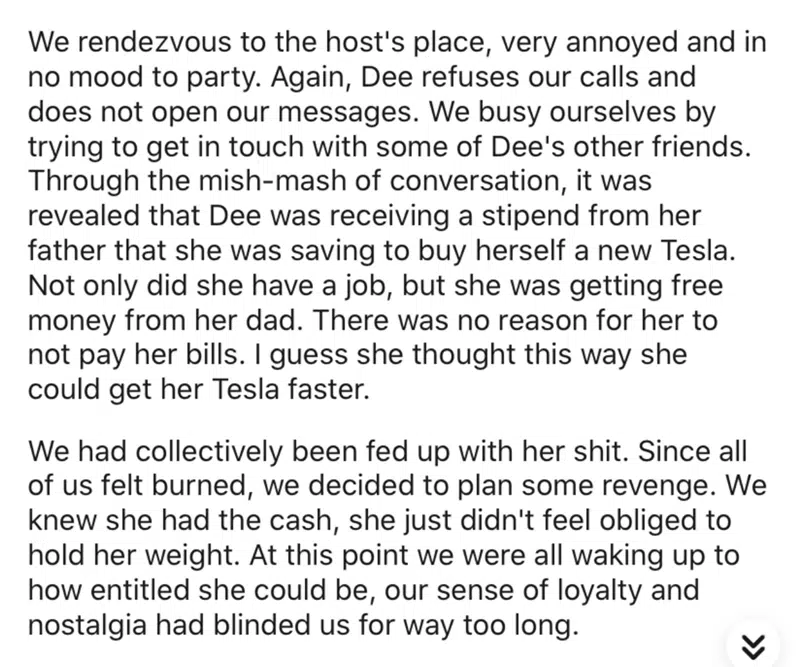 We rendezvous to the host's place, very annoyed and in
no mood to party. Again, Dee refuses our calls and
does not open our messages. We busy ourselves by
trying to get in touch with some of Dee's other friends.
Through the mish-mash of conversation, it was
revealed that Dee was receiving a stipend from her
father that she was saving to buy herself a new Tesla.
Not only did she have a job, but she was getting free
money from her dad. There was no reason for her to
not pay her bills. I guess she thought this way she
could get her Tesla faster.
We had collectively been fed up with her shit. Since all
of us felt burned, we decided to plan some revenge. We
knew she had the cash, she just didn't feel obliged to
hold her weight. At this point we were all waking up to
how entitled she could be, our sense of loyalty and
nostalgia had blinded us for way too long.